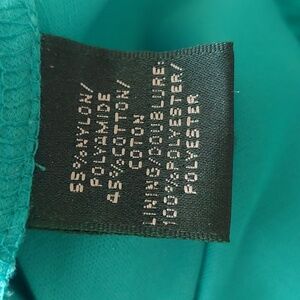 55%NYLON/
POLYAMIDE
45%COTTON/
COTON
LINING/DOUBLURE:
100%POLYESTER/
POLYESTER